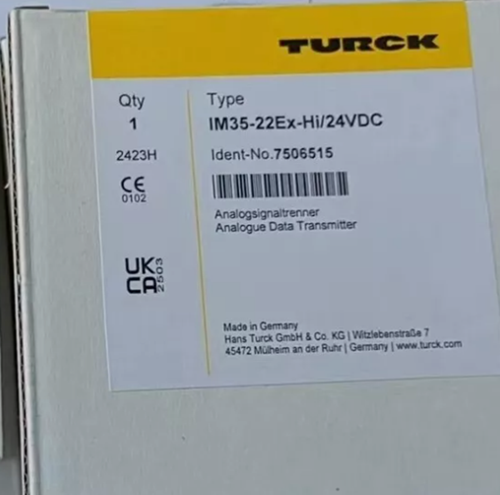 TURCK
Qty
1
2423H
CE
0102
UK
CA
2503
Type
IM35-22Ex-Hi/24VDC
Ident-No.7506515
Analogsignaltrenner
Analogue Data Transmitter
Made in Germany
Hans Turck GmbH & Co. KG | Witzlebenstraße 7
45472 Mülheim an der Ruhr | Germany | www.turck.com